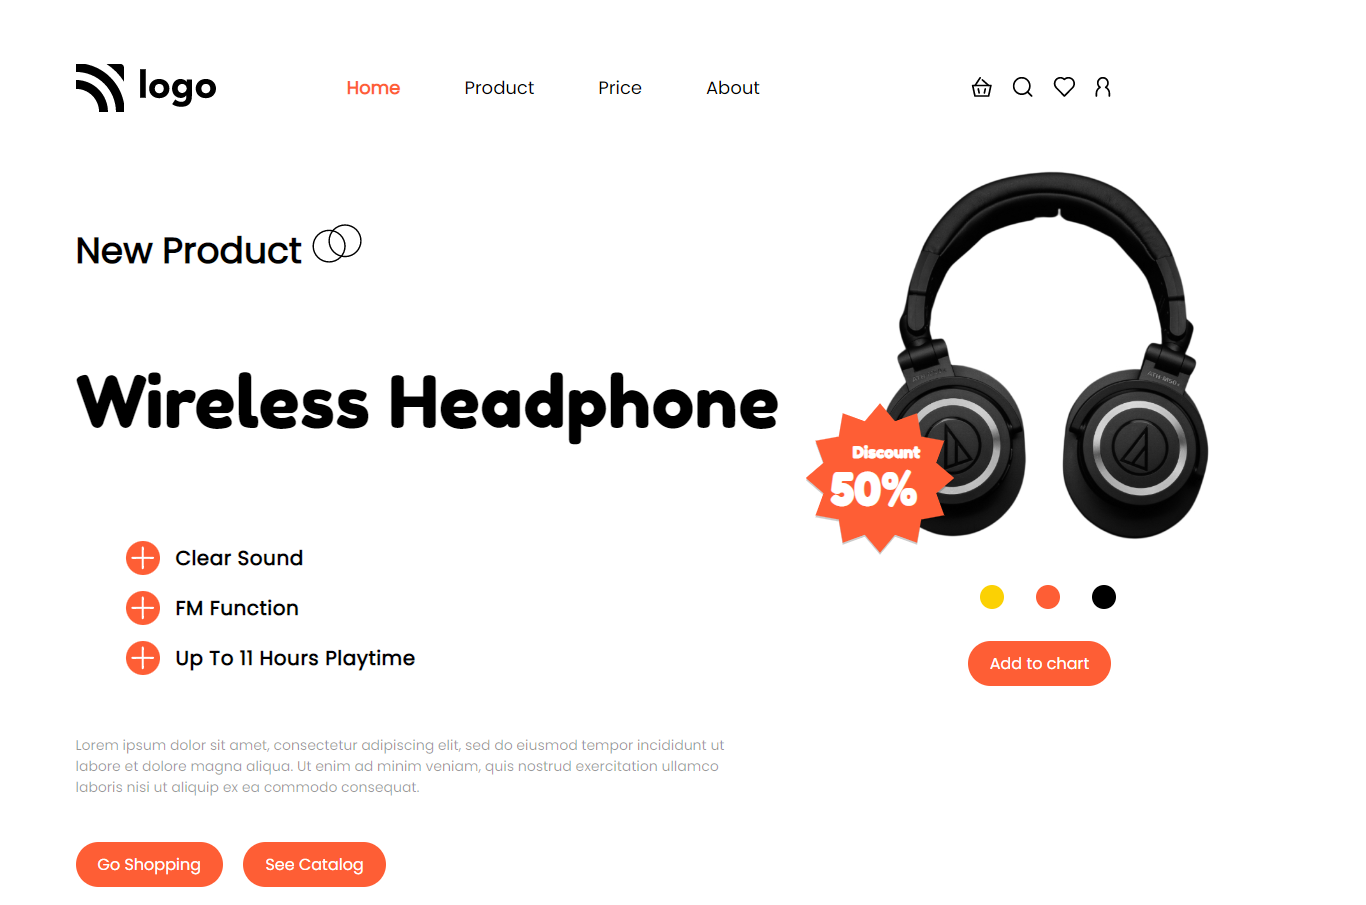 logo
Home Product Price About
New Product
Wireless Headphone
Discount
50%
Clear Sound
FM Function
Up To 11 Hours Playtime
Add to chart
Lorem ipsum dolor sit amet, consectetur adipiscing elit, sed do eiusmod tempor incididunt ut
labore et dolore magna aliqua. Ut enim ad minim veniam, quis nostrud exercitation ullamco
laboris nisi ut aliquip ex ea commodo consequat.
Go Shopping See Catalog